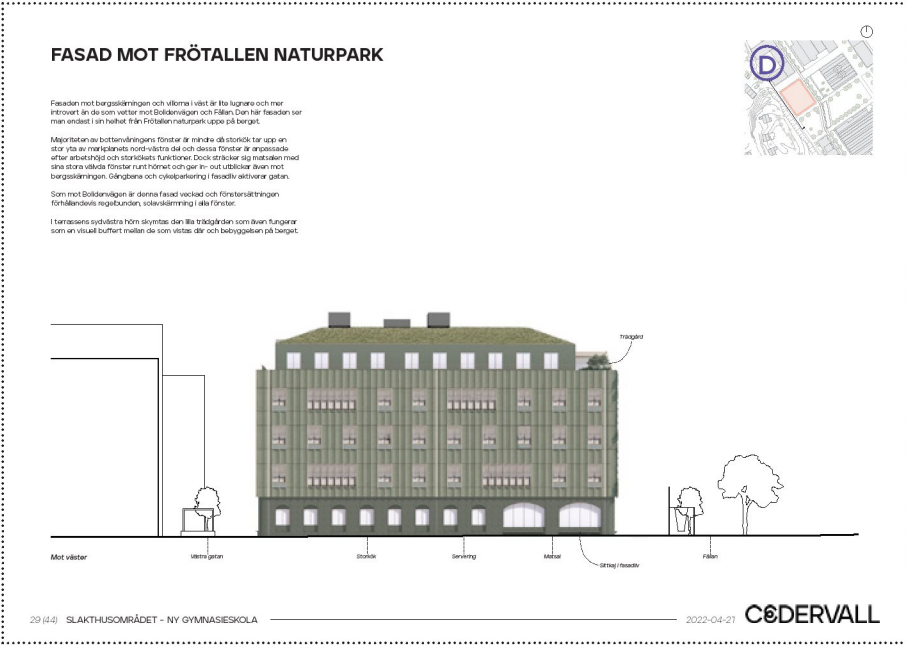 FASAD MOT FRÖTALLEN NATURPARK
D
Fasaden mot bergsskärningen och villorna i väst är lite lugnare och mer
introvert än de som vetter mot Bolidenvägen och Fållan. Den här fasaden ser
man endast i sin helhet från Frötallen naturpark uppe på berget.
Majoriteten av bottenvåningens fönster är mindre då storkök tar upp en
stor yta av markplanets nord-västra del och dessa fönster är anpassade
efter arbetshöjd och storkökets funktioner. Dock sträcker sig matsalen med
sina stora välvda fönster runt hörnet och ger in- out utblickar även mot
bergsskärningen. Gångbana och cykelparkering i fasadliv aktiverar gatan.
Som mot Bolidenvägen är denna fasad veckad och fönstersättningen
förhållandevis regelbunden, solavskärmning i alla fönster.
I terrassens sydvästra hörn skymtas den lilla trädgården som även fungerar
som en visuell buffert mellan de som vistas där och bebyggelsen på berget.
Trädgård
Mot väster
Västra gatan
Storkök
Servering
Matsal
Sittkaj i fasadliv
Fållan
29 (44) SLAKTHUSOMRÅDET - NY GYMNASIESKOLA
2022-04-21
CEDERVALL